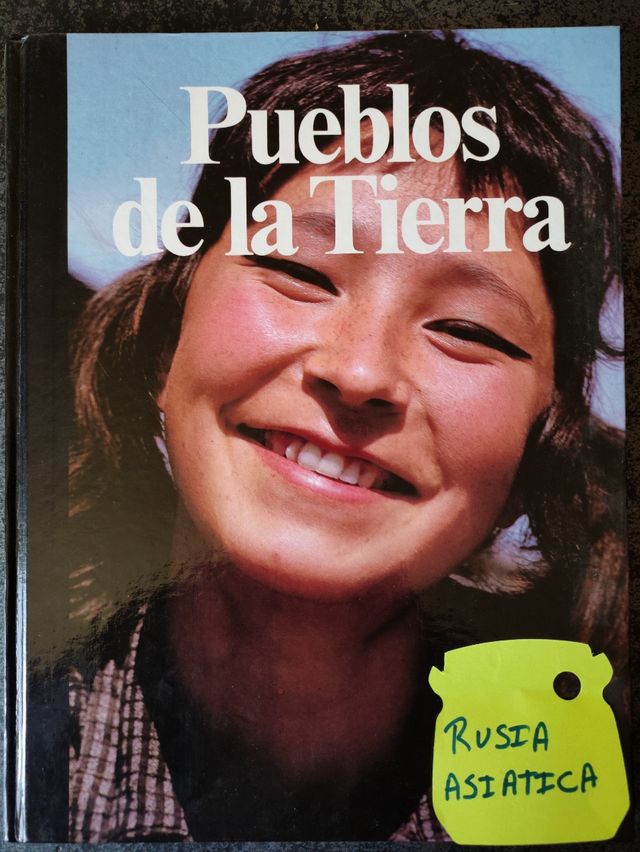 Pueblos
de la Tierra
RUSIA
ASIATICA